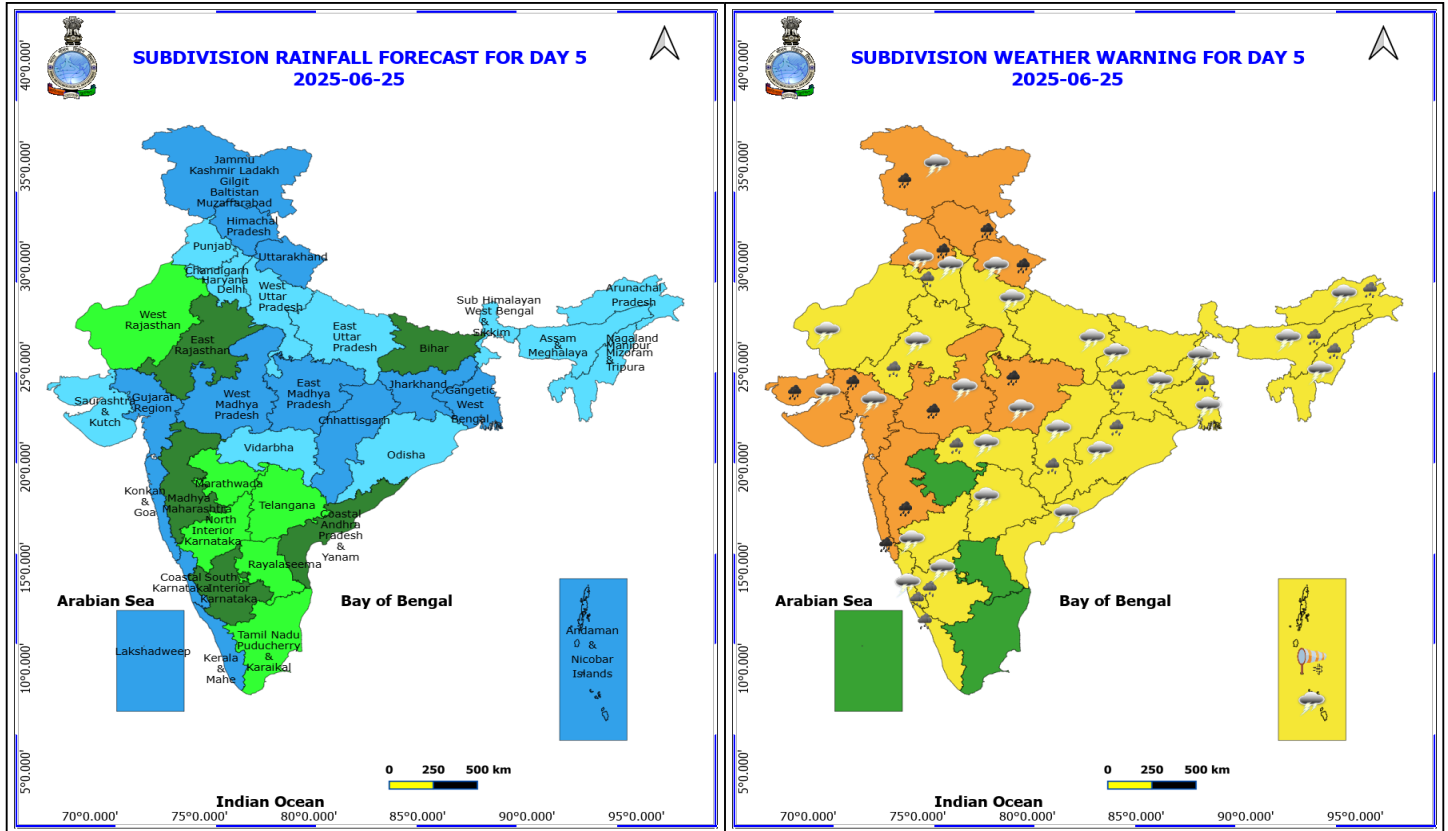 SUBDIVISION RAINFALL FORECAST FOR DAY 5
2025-06-25
40°0.000'
35°0.000'
30°0.000'
25°0.000'
20°0.000'
15°0.000'
10°0.000'
5°0.000'
Jammu
Kashmir Ladakh
Gilgit
Baltistan
Muzaffarabad
Himachal
Pradesh
Punjab
Uttarakhand
Chandigarh
Haryana
Delhi
West
Uttar
Pradesh
West
Rajasthan
East
Rajasthan
East
Uttar
Pradesh
Bihar
Sub Himalayan
West Bengal
&
Sikkim
Arunachal
Pradesh
Assam
&
Meghalaya
Nagaland
Manipur
Mizoram
&
Tripura
Saurashtra
&
Kutch
Gujarat
Region
West
Madhya
Pradesh
East
Madhya
Pradesh
Jharkhand
Gangetic
West
Bengal
Chhattisgarh
Vidarbha
Odisha
Konkan
&
Goa
Madhya
Maharashtra
Marathwada
Telangana
North
Interior
Karnataka
Coastal
Andhra
Pradesh
&
Yanam
Rayalaseema
Coastal
Karnataka
South
Interior
Karnataka
Arabian Sea
Bay of Bengal
Lakshadweep
Kerala
&
Mahe
Tamil Nadu
Puducherry
&
Karaikal
Andaman
&
Nicobar
Islands
0 250 500 km
Indian Ocean
70°0.000' 75°0.000' 80°0.000' 85°0.000' 90°0.000' 95°0.000'
SUBDIVISION WEATHER WARNING FOR DAY 5
2025-06-25
40°0.000'
35°0.000'
30°0.000'
25°0.000'
20°0.000'
15°0.000'
10°0.000'
5°0.000'
Arabian Sea
Bay of Bengal
0 250 500 km
Indian Ocean
70°0.000' 75°0.000' 80°0.000' 85°0.000' 90°0.000' 95°0.000'